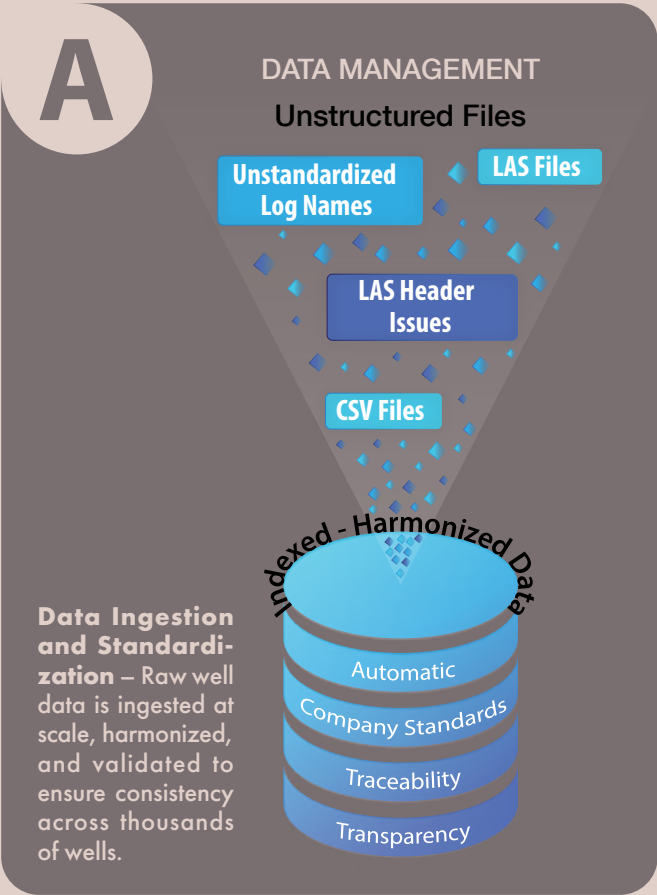 A
DATA MANAGEMENT
Unstructured Files
Unstandardized
Log Names
LAS Files
LAS Header
Issues
CSV Files
Indexed - Harmonized Data
Automatic
Company Standards
Traceability
Transparency
Data Ingestion
and Standardi-
zation – Raw well
data is ingested at
scale, harmonized,
and validated to
ensure consistency
across thousands
of wells.